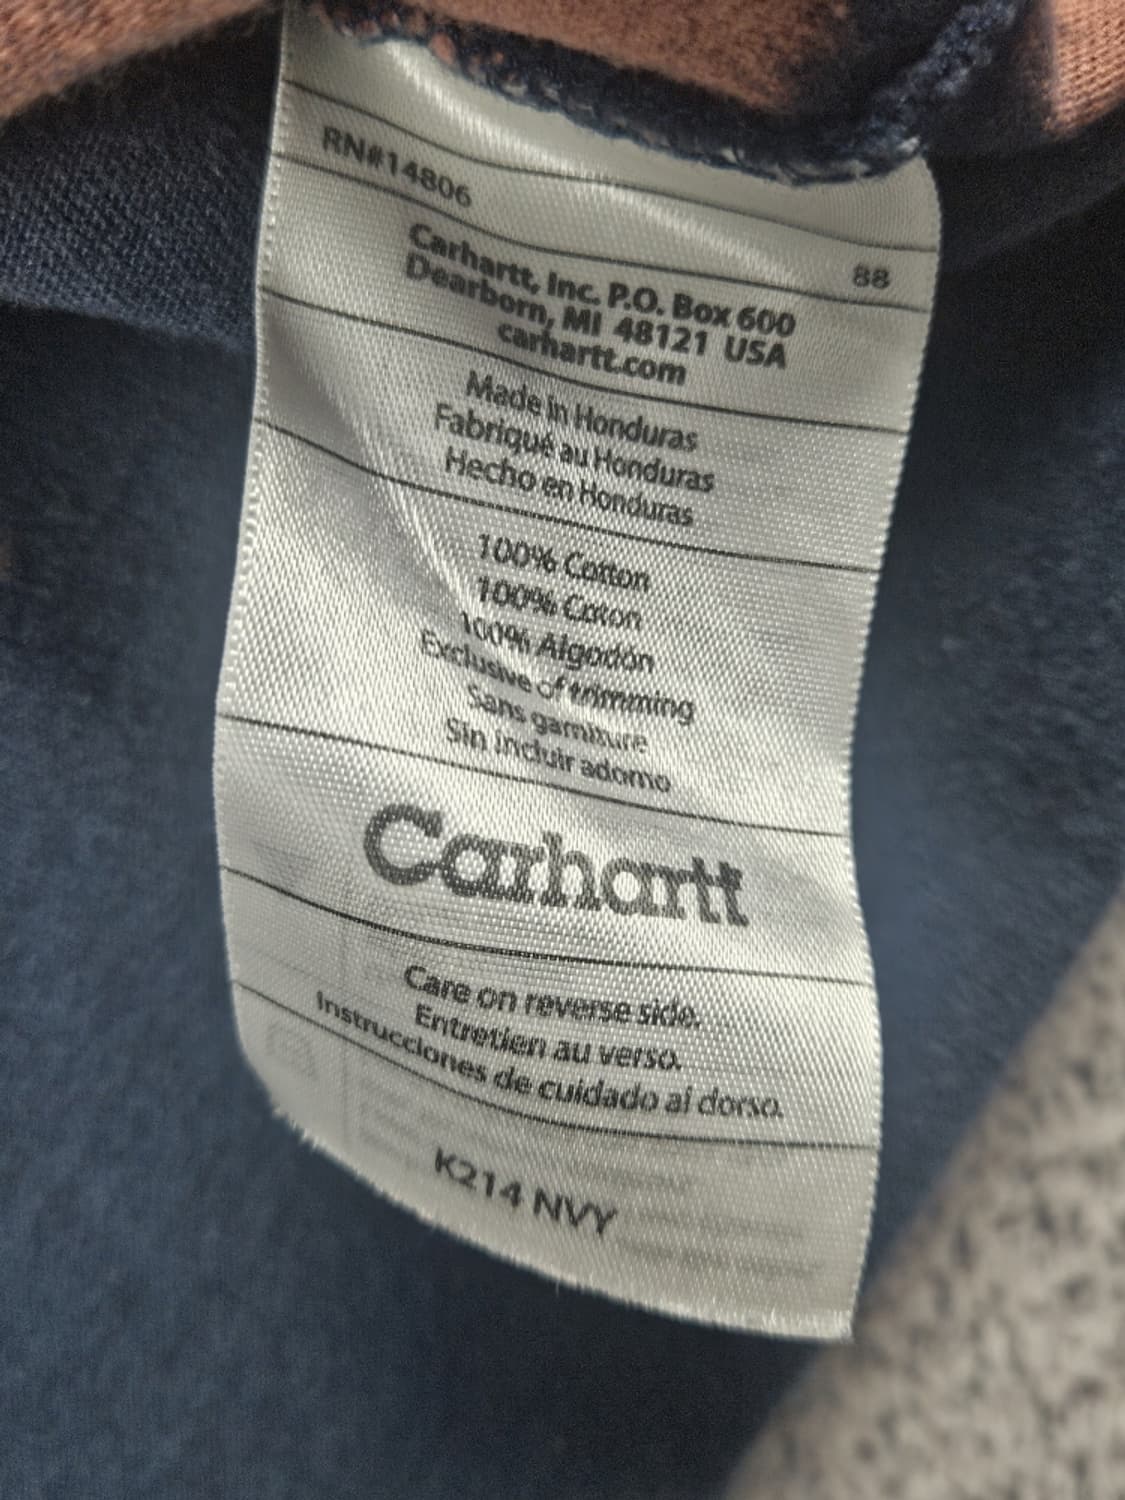 RN#14806
88
Carhartt, Inc. P.O. Box 600
Dearborn, MI 48121 USA
carhartt.com
Made in Honduras
Fabriqué au Honduras
Hecho en Honduras
100% Cotton
100% Coton
100% Algodón
Exclusive of trimming
Sans garniture
Sin incluir adorno
Carhartt
Care on reverse side.
Entretien au verso.
Instrucciones de cuidado al dorso.
K214 NVY